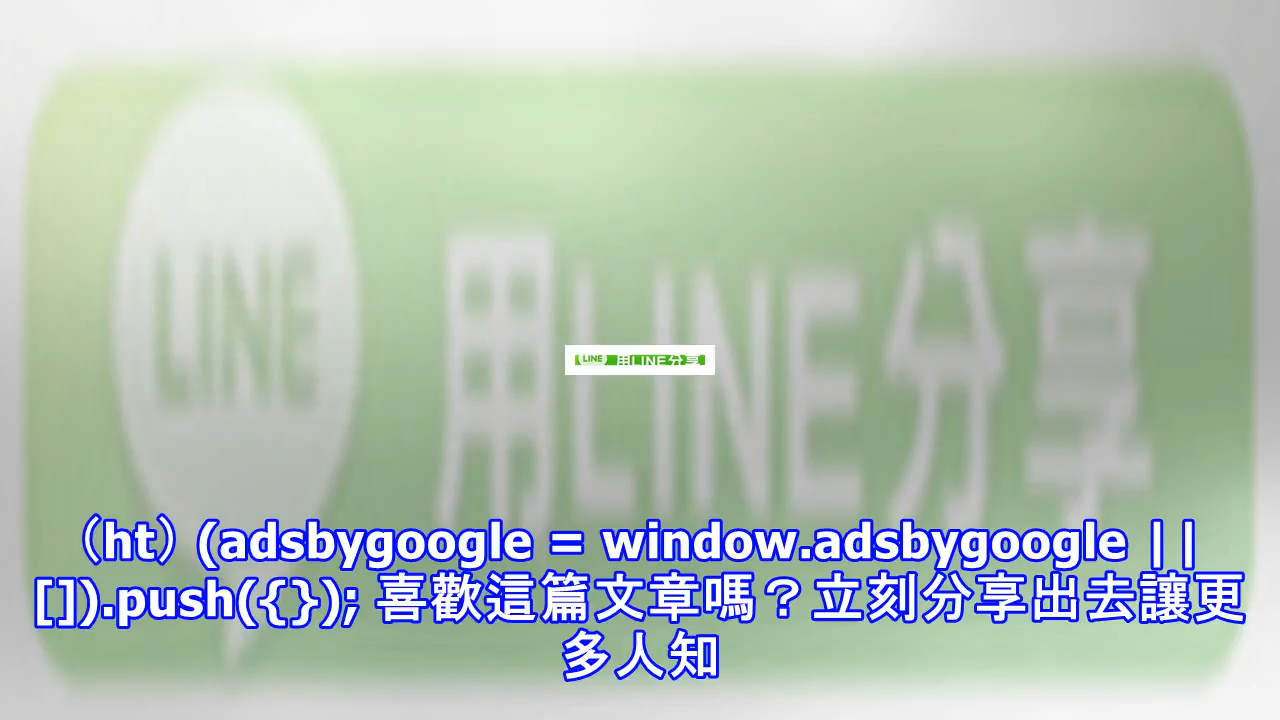 LINE 用LINE分享
LINE 用LINE分享
（ht）(adsbygoogle = window.adsbygoogle ||
[]).push({}); 喜歡這篇文章嗎？立刻分享出去讓更
多人知